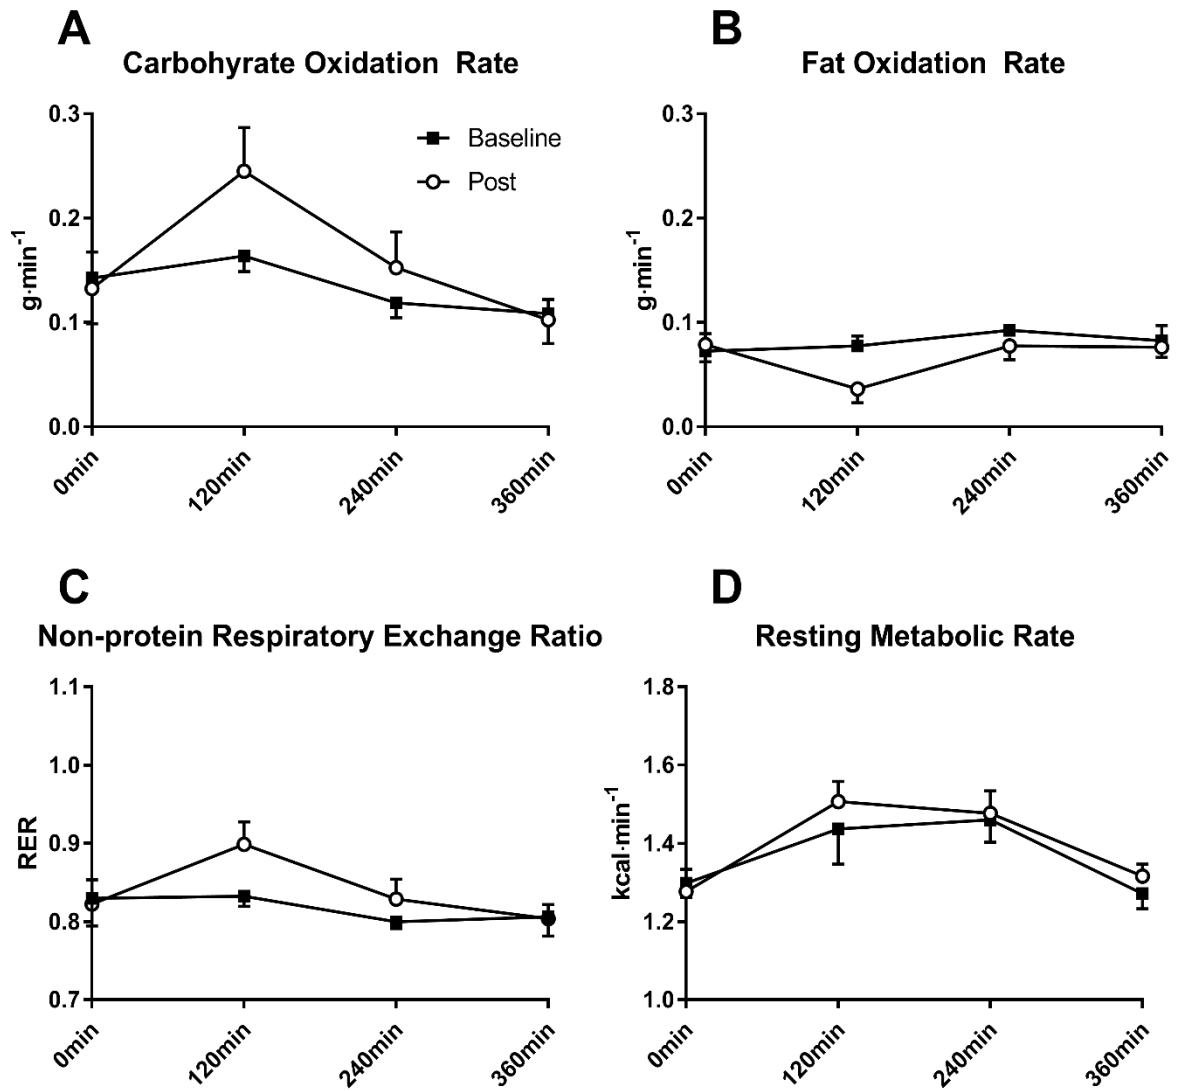 A
Carbohyrate Oxidation Rate
0.3
0.2
0.1
0.0
g·min⁻¹
Baseline
Post
0min
120min
240min
360min
B
Fat Oxidation Rate
0.3
0.2
0.1
0.0
g·min⁻¹
0min
120min
240min
360min
C
Non-protein Respiratory Exchange Ratio
1.1
1.0
0.9
0.8
0.7
RER
0min
120min
240min
360min
D
Resting Metabolic Rate
1.8
1.6
1.4
1.2
1.0
kcal·min⁻¹
0min
120min
240min
360min